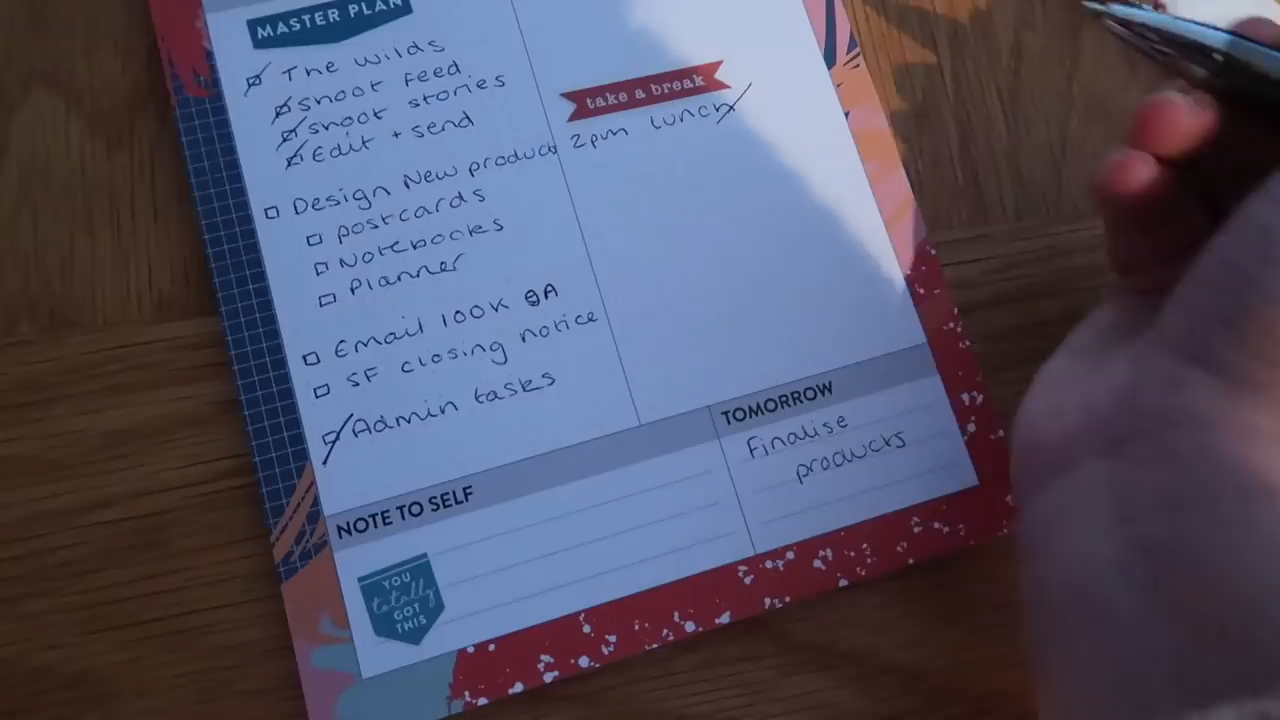 MASTER PLAN
The wilds
shoot feed
shoot stories
Edit + send
Design New product
postcards
Notebooks
Planner
Email 100K QA
SF closing notice
Admin tasks
take a break
2pm lunch
NOTE TO SELF
YOU
totally
GOT
THIS
TOMORROW
Finalise
products